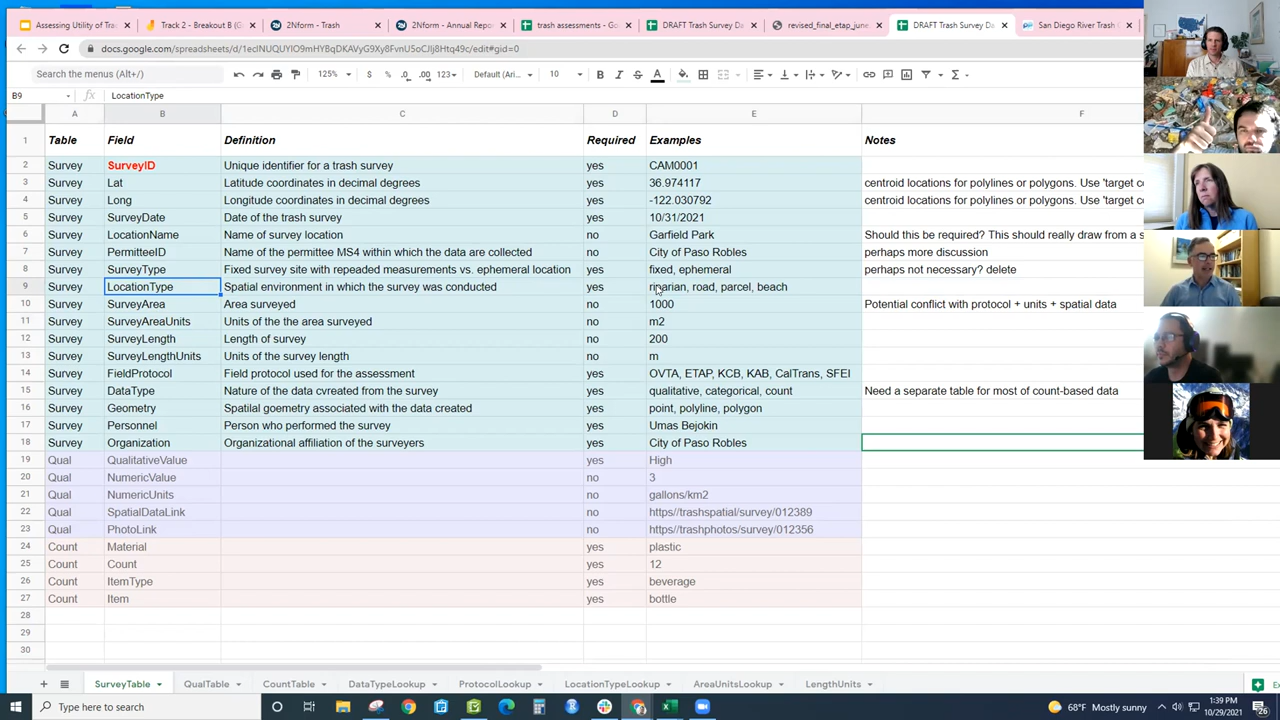 Assessing Utility of Trag
Track 2 - Breakout B (G
2Nform - Trash
2Nform - Annual Repo
trash assessments - Go
DRAFT Trash Survey Da
revised_final_etap_june
DRAFT Trash Survey Da
San Diego River Trash
docs.google.com/spreadsheets/d/1eclNUQUYlO9mHYBqDKAVyG9Xy8FvnU5oCJlj8Htq49c/edit#gid=0
Search the menus (Alt+/)
125%
$
%
.0
.00
123
Default (Ari...
10
B
I
S
A
B9
fx
LocationType
A B C D E F
1 Table Field Definition Required Examples Notes
2 Survey SurveyID Unique identifier for a trash survey yes CAM0001
3 Survey Lat Latitude coordinates in decimal degrees yes 36.974117 centroid locations for polylines or polygons. Use 'target c
4 Survey Long Longitude coordinates in decimal degrees yes -122.030792 centroid locations for polylines or polygons. Use 'target c
5 Survey SurveyDate Date of the trash survey yes 10/31/2021
6 Survey LocationName Name of survey location no Garfield Park Should this be required? This should really draw from a s
7 Survey PermitteeID Name of the permittee MS4 within which the data are collected no City of Paso Robles perhaps more discussion
8 Survey SurveyType Fixed survey site with repeaded measurements vs. ephemeral location yes fixed, ephemeral perhaps not necessary? delete
9 Survey LocationType Spatial environment in which the survey was conducted yes riparian, road, parcel, beach
10 Survey SurveyArea Area surveyed no 1000 Potential conflict with protocol + units + spatial data
11 Survey SurveyAreaUnits Units of the the area surveyed no m2
12 Survey SurveyLength Length of survey no 200
13 Survey SurveyLengthUnits Units of the survey length no m
14 Survey FieldProtocol Field protocol used for the assessment yes OVTA, ETAP, KCB, KAB, CalTrans, SFEI
15 Survey DataType Nature of the data cvreated from the survey yes qualitative, categorical, count Need a separate table for most of count-based data
16 Survey Geometry Spatilal goemetry associated with the data created yes point, polyline, polygon
17 Survey Personnel Person who performed the survey yes Umas Bejokin
18 Survey Organization Organizational affiliation of the surveyers yes City of Paso Robles
19 Qual QualitativeValue yes High
20 Qual NumericValue no 3
21 Qual NumericUnits no gallons/km2
22 Qual SpatialDataLink no https//trashspatial/survey/012389
23 Qual PhotoLink no https//trashphotos/survey/012356
24 Count Material yes plastic
25 Count Count yes 12
26 Count ItemType yes beverage
27 Count Item yes bottle
28
29
30
SurveyTable QualTable CountTable DataTypeLookup ProtocolLookup LocationTypeLookup AreaUnitsLookup LengthUnits
Type here to search
68°F Mostly sunny
1:39 PM
10/29/2021
26